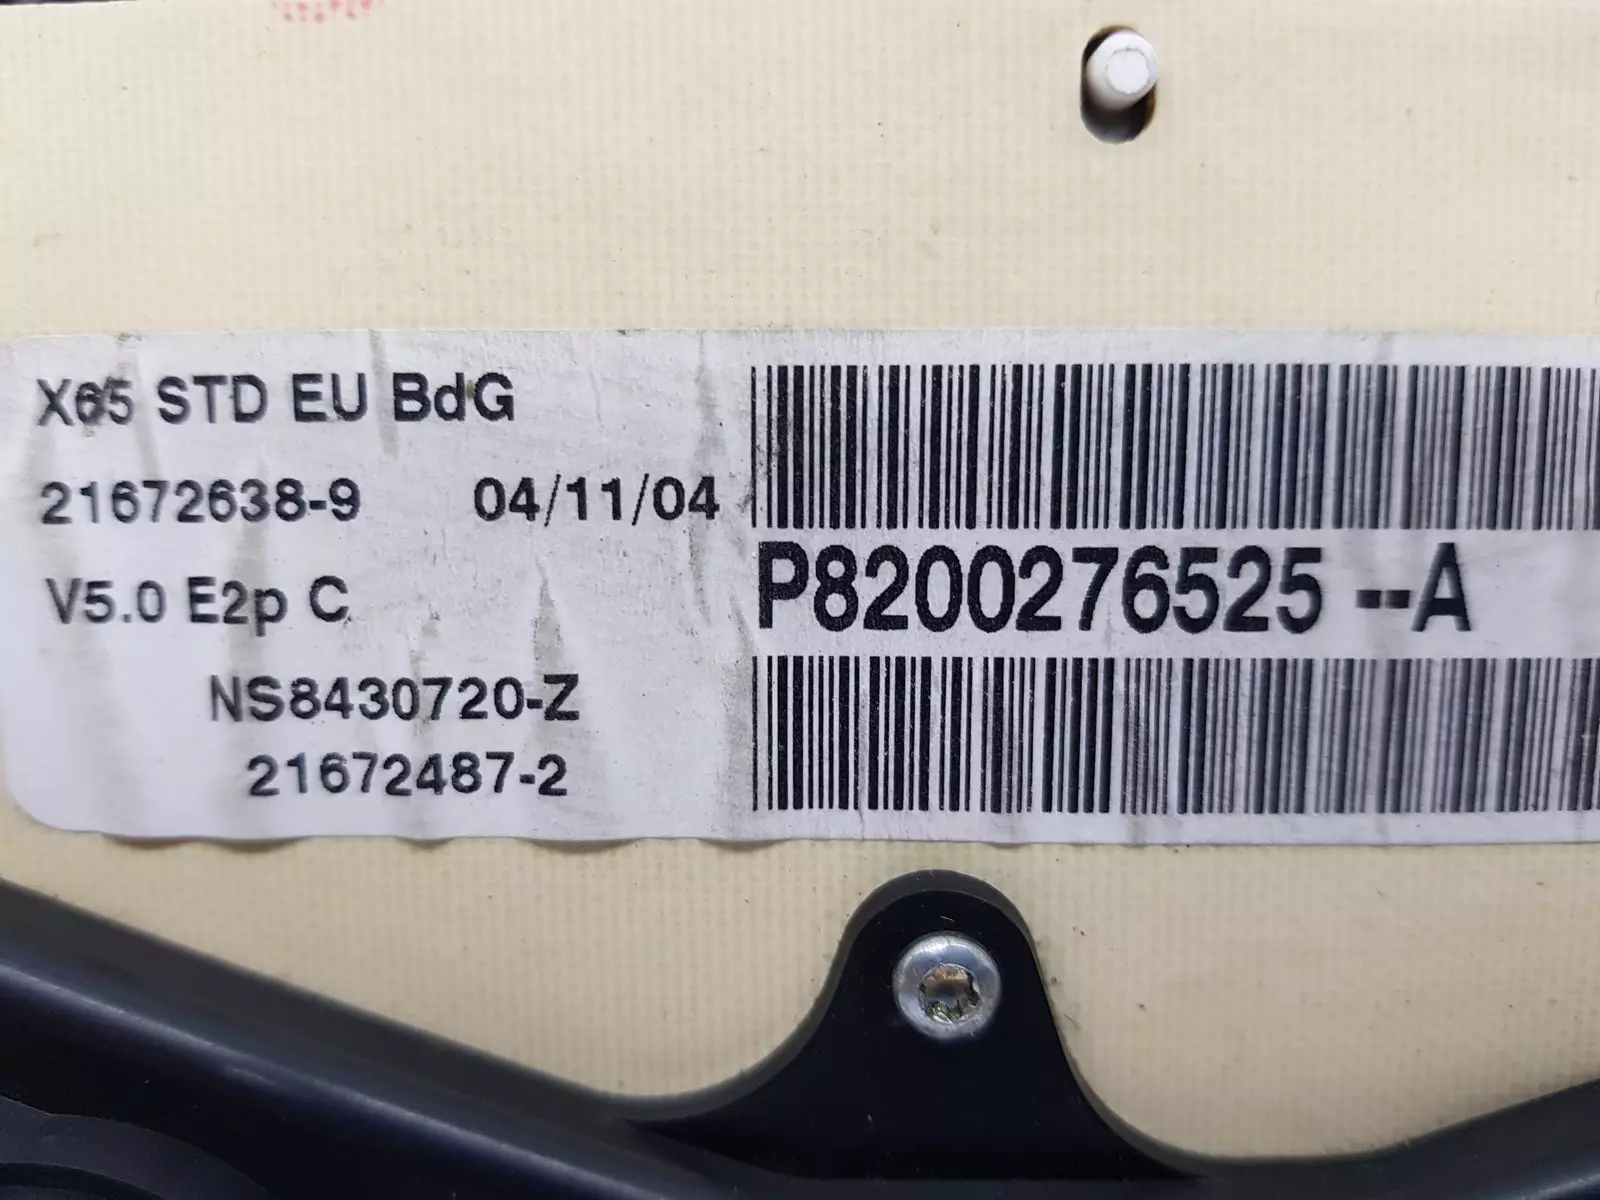 X65 STD EU BdG
21672638-9 04/11/04
V5.0 E2p C
NS8430720-Z
21672487-2
P8200276525 --A